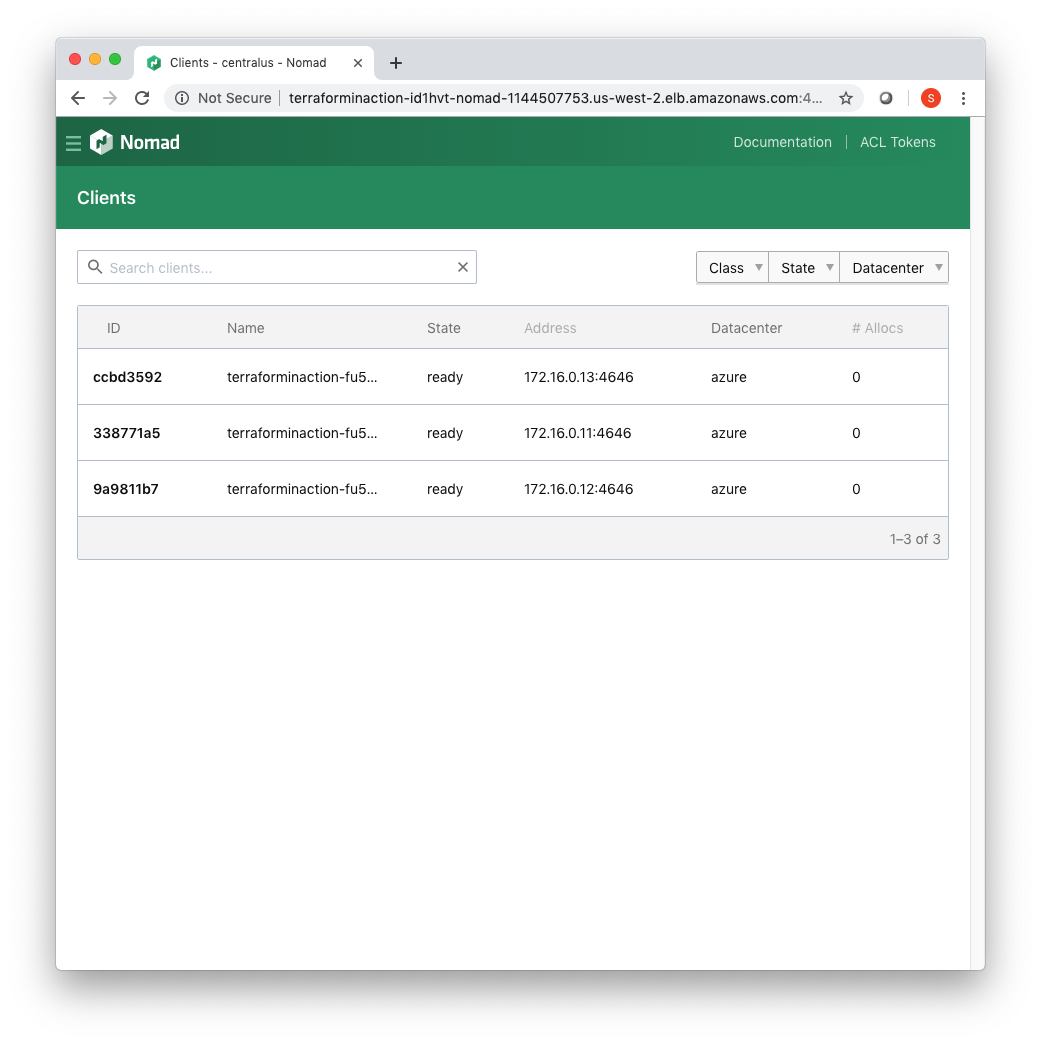 Clients - centralus - Nomad
Not Secure terraforminaction-id1hvt-nomad-1144507753.us-west-2.elb.amazonaws.com:4... S
Nomad Documentation ACL Tokens
Clients
Search clients... Class State Datacenter
ID Name State Address Datacenter # Allocs
ccbd3592 terraforminaction-fu5... ready 172.16.0.13:4646 azure 0
338771a5 terraforminaction-fu5... ready 172.16.0.11:4646 azure 0
9a9811b7 terraforminaction-fu5... ready 172.16.0.12:4646 azure 0
1–3 of 3